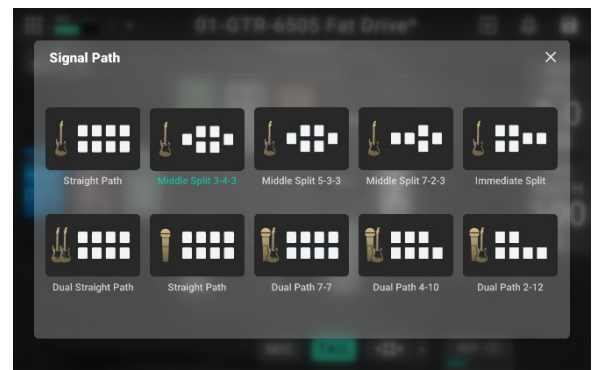 01-GTR-6505 Fat Drive*
Signal Path
Straight Path
Middle Split 3-4-3
Middle Split 5-3-3
Middle Split 7-2-3
Immediate Split
Dual Straight Path
Straight Path
Dual Path 7-7
Dual Path 4-10
Dual Path 2-12
MIC
TAIL